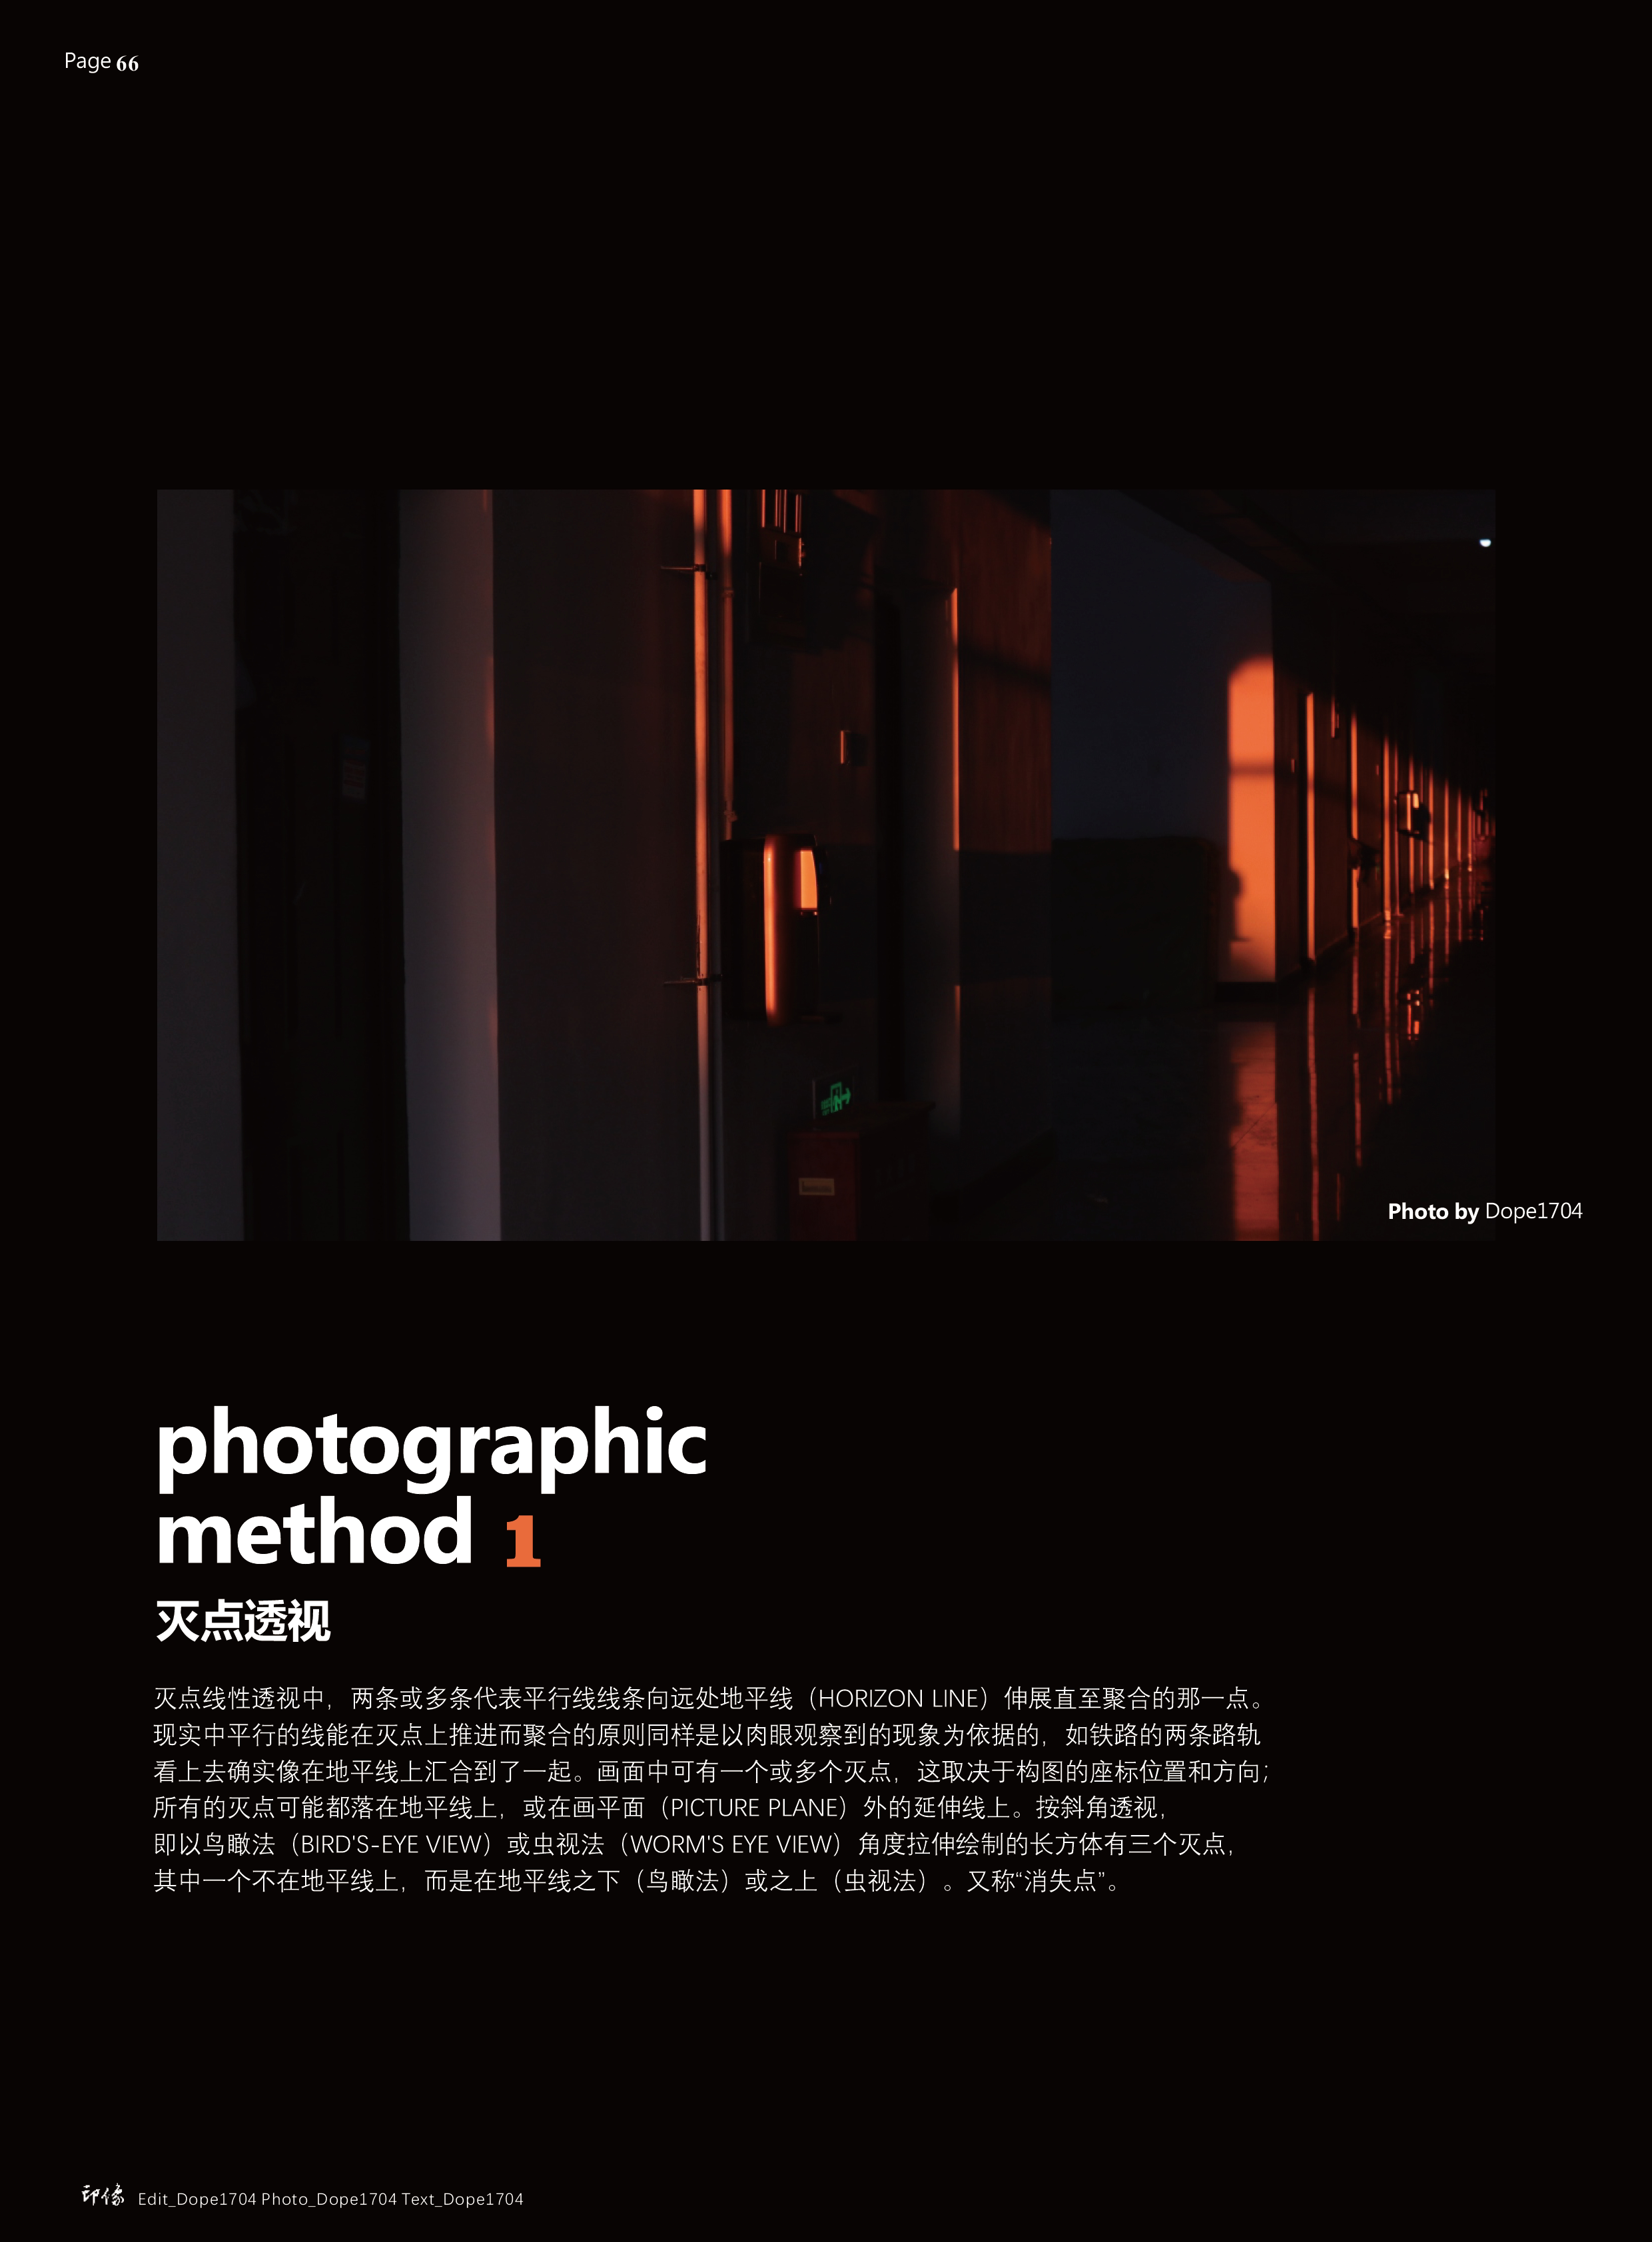 Page 66
Photo by Dope1704
photographic
method 1
灭点透视
灭点线性透视中，两条或多条代表平行线线条向远处地平线（HORIZON LINE）伸展直至聚合的那一点。
现实中平行的线能在灭点上推进而聚合的原则同样是以肉眼观察到的现象为依据的，如铁路的两条路轨
看上去确实像在地平线上汇合到了一起。画面中可有一个或多个灭点，这取决于构图的座标位置和方向；
所有的灭点可能都落在地平线上，或在画平面（PICTURE PLANE）外的延伸线上。按斜角透视，
即以鸟瞰法（BIRD'S-EYE VIEW）或虫视法（WORM'S EYE VIEW）角度拉伸绘制的长方体有三个灭点，
其中一个不在地平线上，而是在地平线之下（鸟瞰法）或之上（虫视法）。又称“消失点”。
印像 Edit_Dope1704 Photo_Dope1704 Text_Dope1704